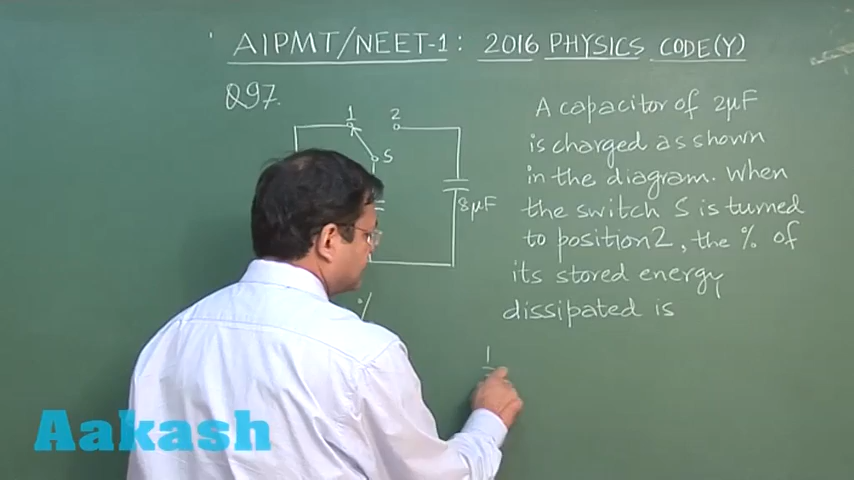 AIPMT/NEET-1: 2016 PHYSICS CODE(Y)
Q97.
1
2
S
8μF
A capacitor of 2μF
is charged as shown
in the diagram. When
the switch S is turned
to position 2, the % of
its stored energy
dissipated is
%
1
Aakash